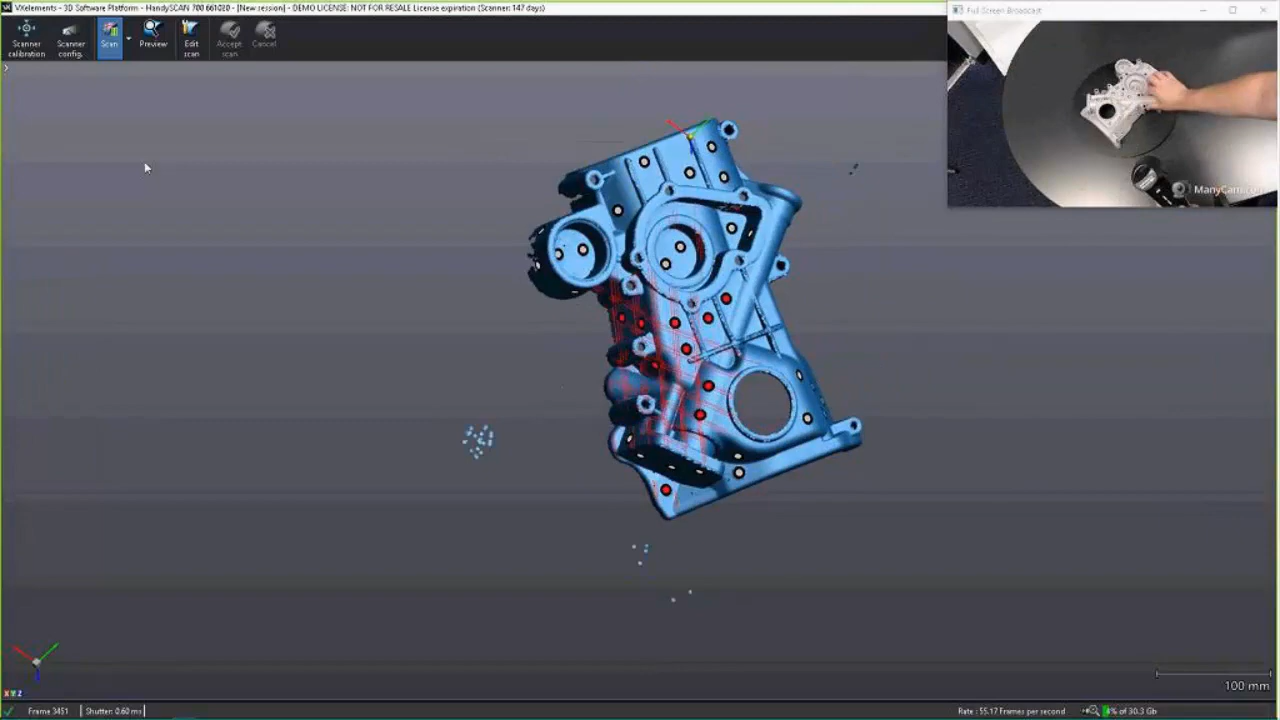 VXelements - 3D Software Platform - HandySCAN 700 661020 - [New session] - DEMO LICENSE: NOT FOR RESALE License expiration (Scanner: 147 days)
Full Screen Broadcast
Scanner calibration
Scanner config.
Scan
Preview
Edit scan
Accept scan
Cancel
ManyCam.com
100 mm
X Y Z
Frame 3451
Shutter: 0.60 ms
Rate : 55.17 Frames per second
4% of 30.3 Gb